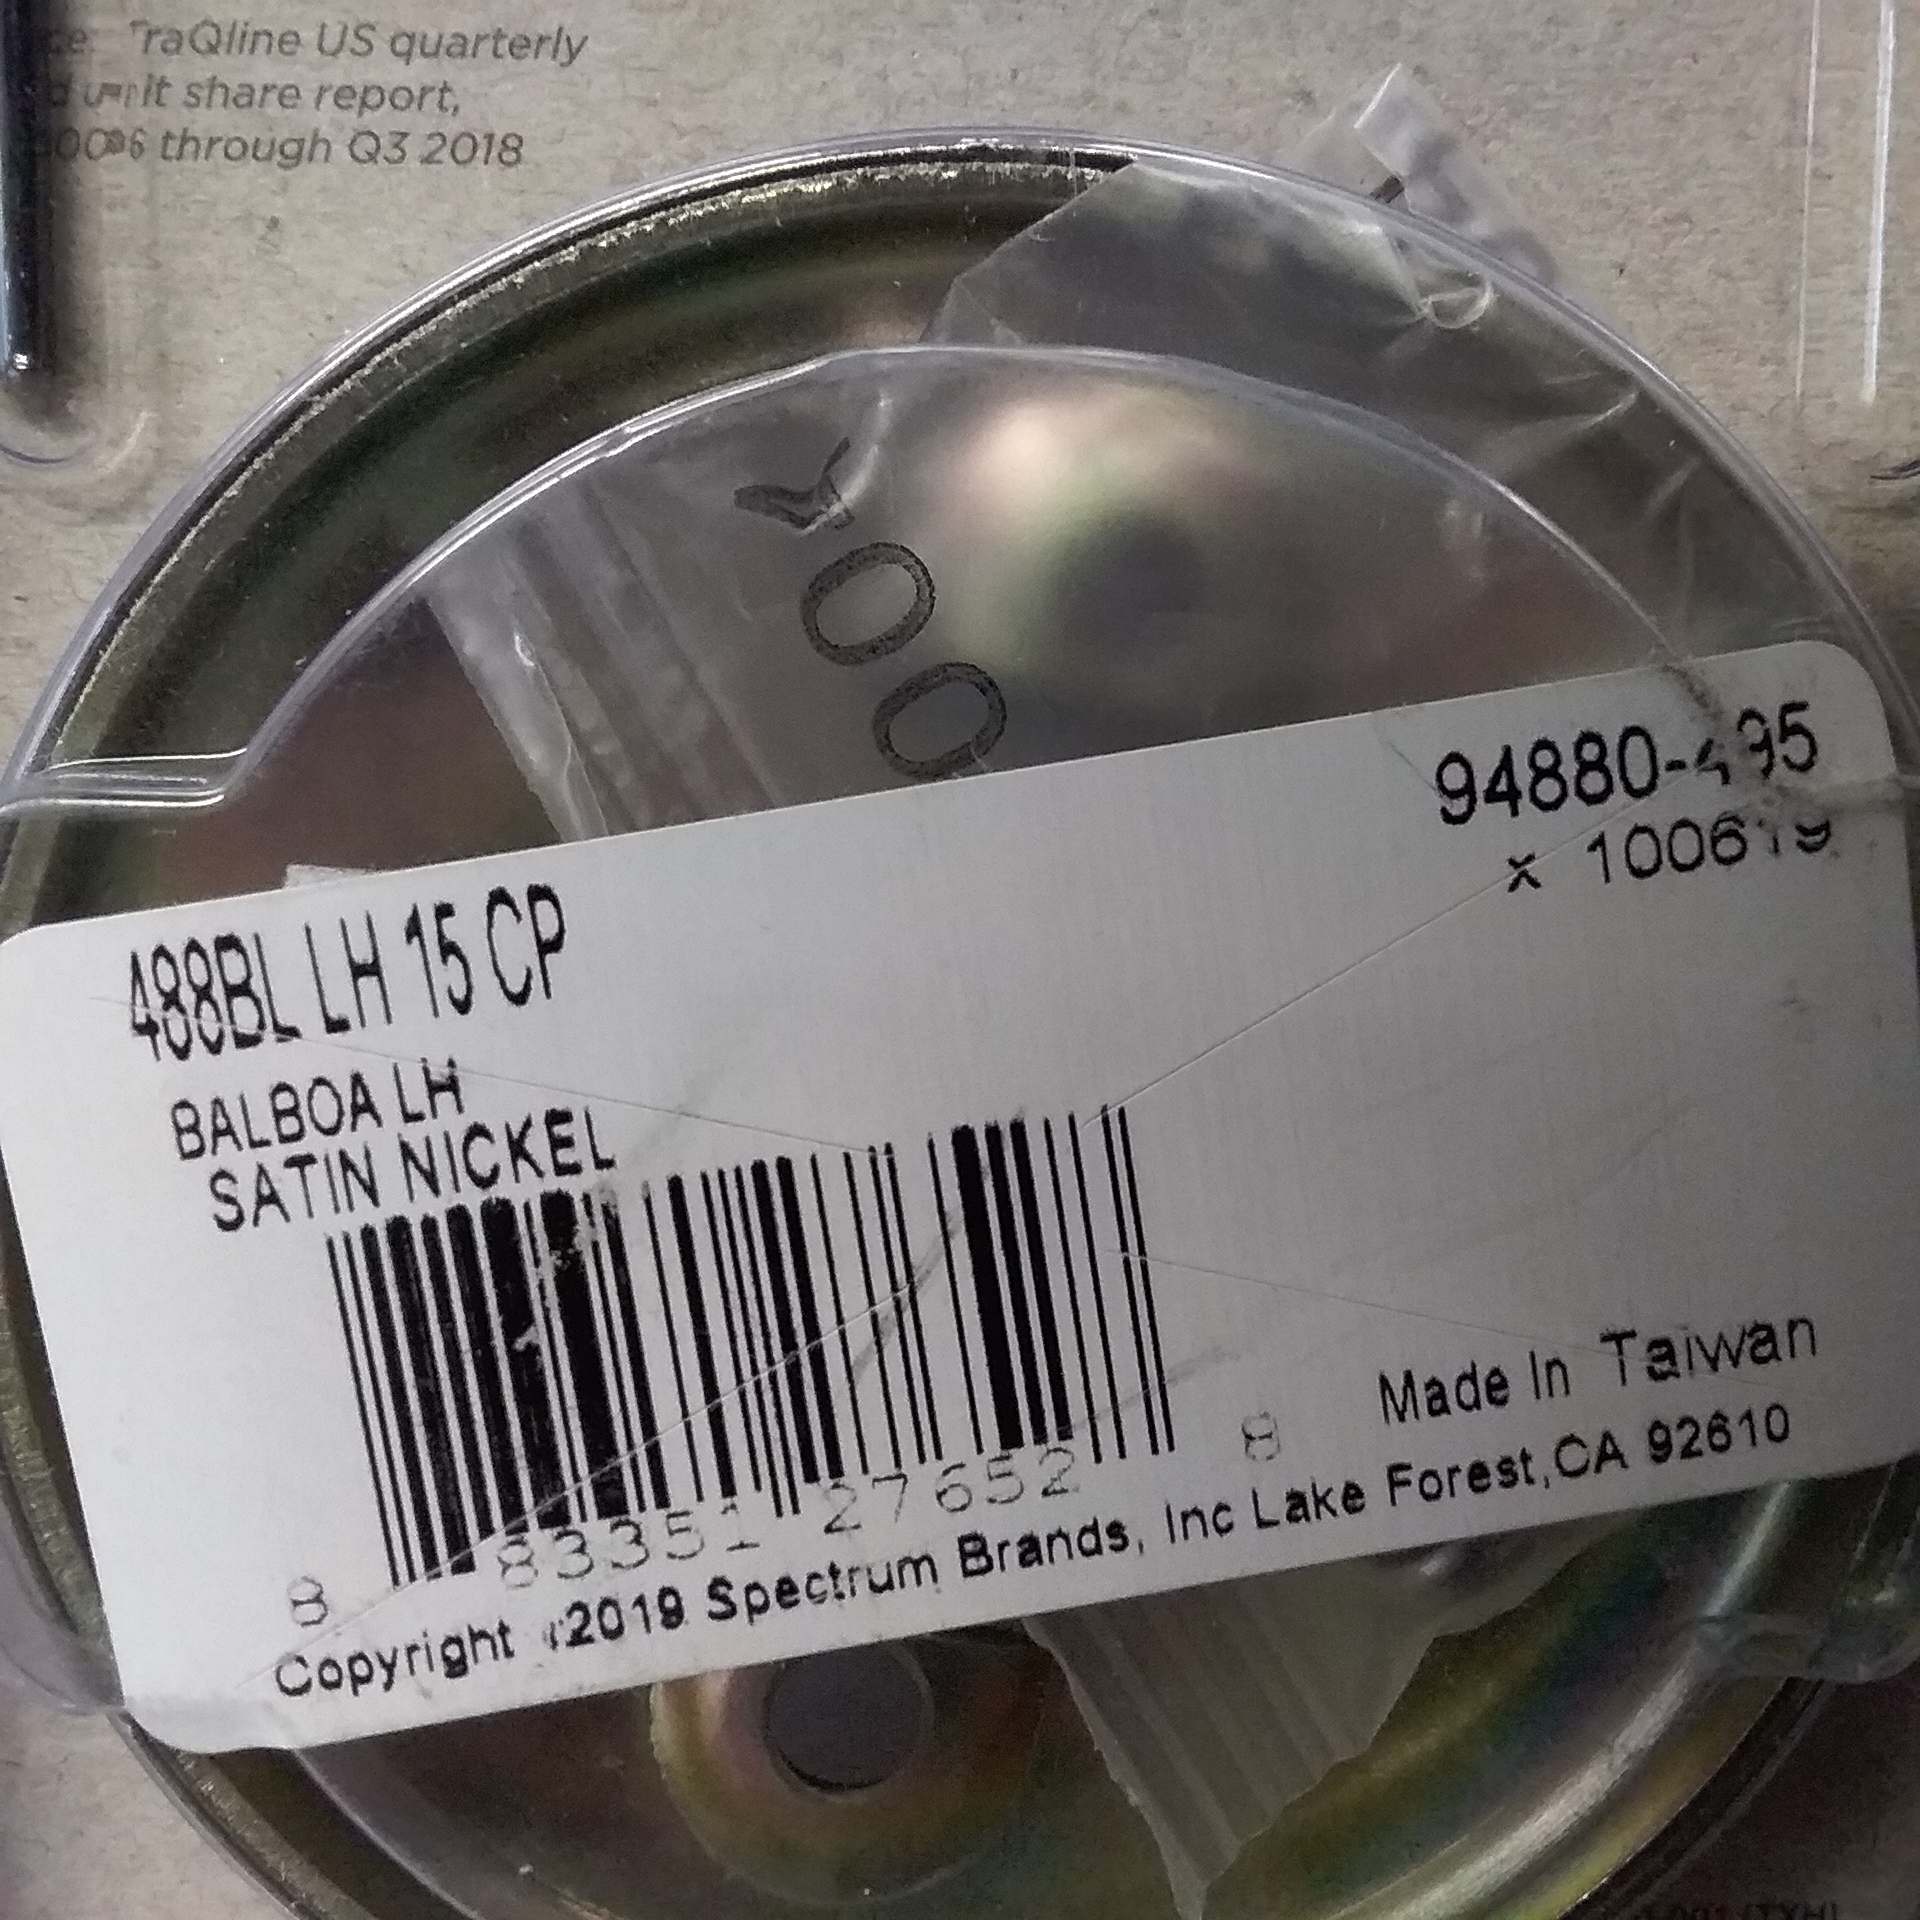 TraQline US quarterly
unit share report,
through Q3 2018
94880-495
x 100619
488BL LH 15 CP
BALBOA LH
SATIN NICKEL
8 83351 27652 8
Made In Taiwan
Copyright 2019 Spectrum Brands, Inc Lake Forest, CA 92610